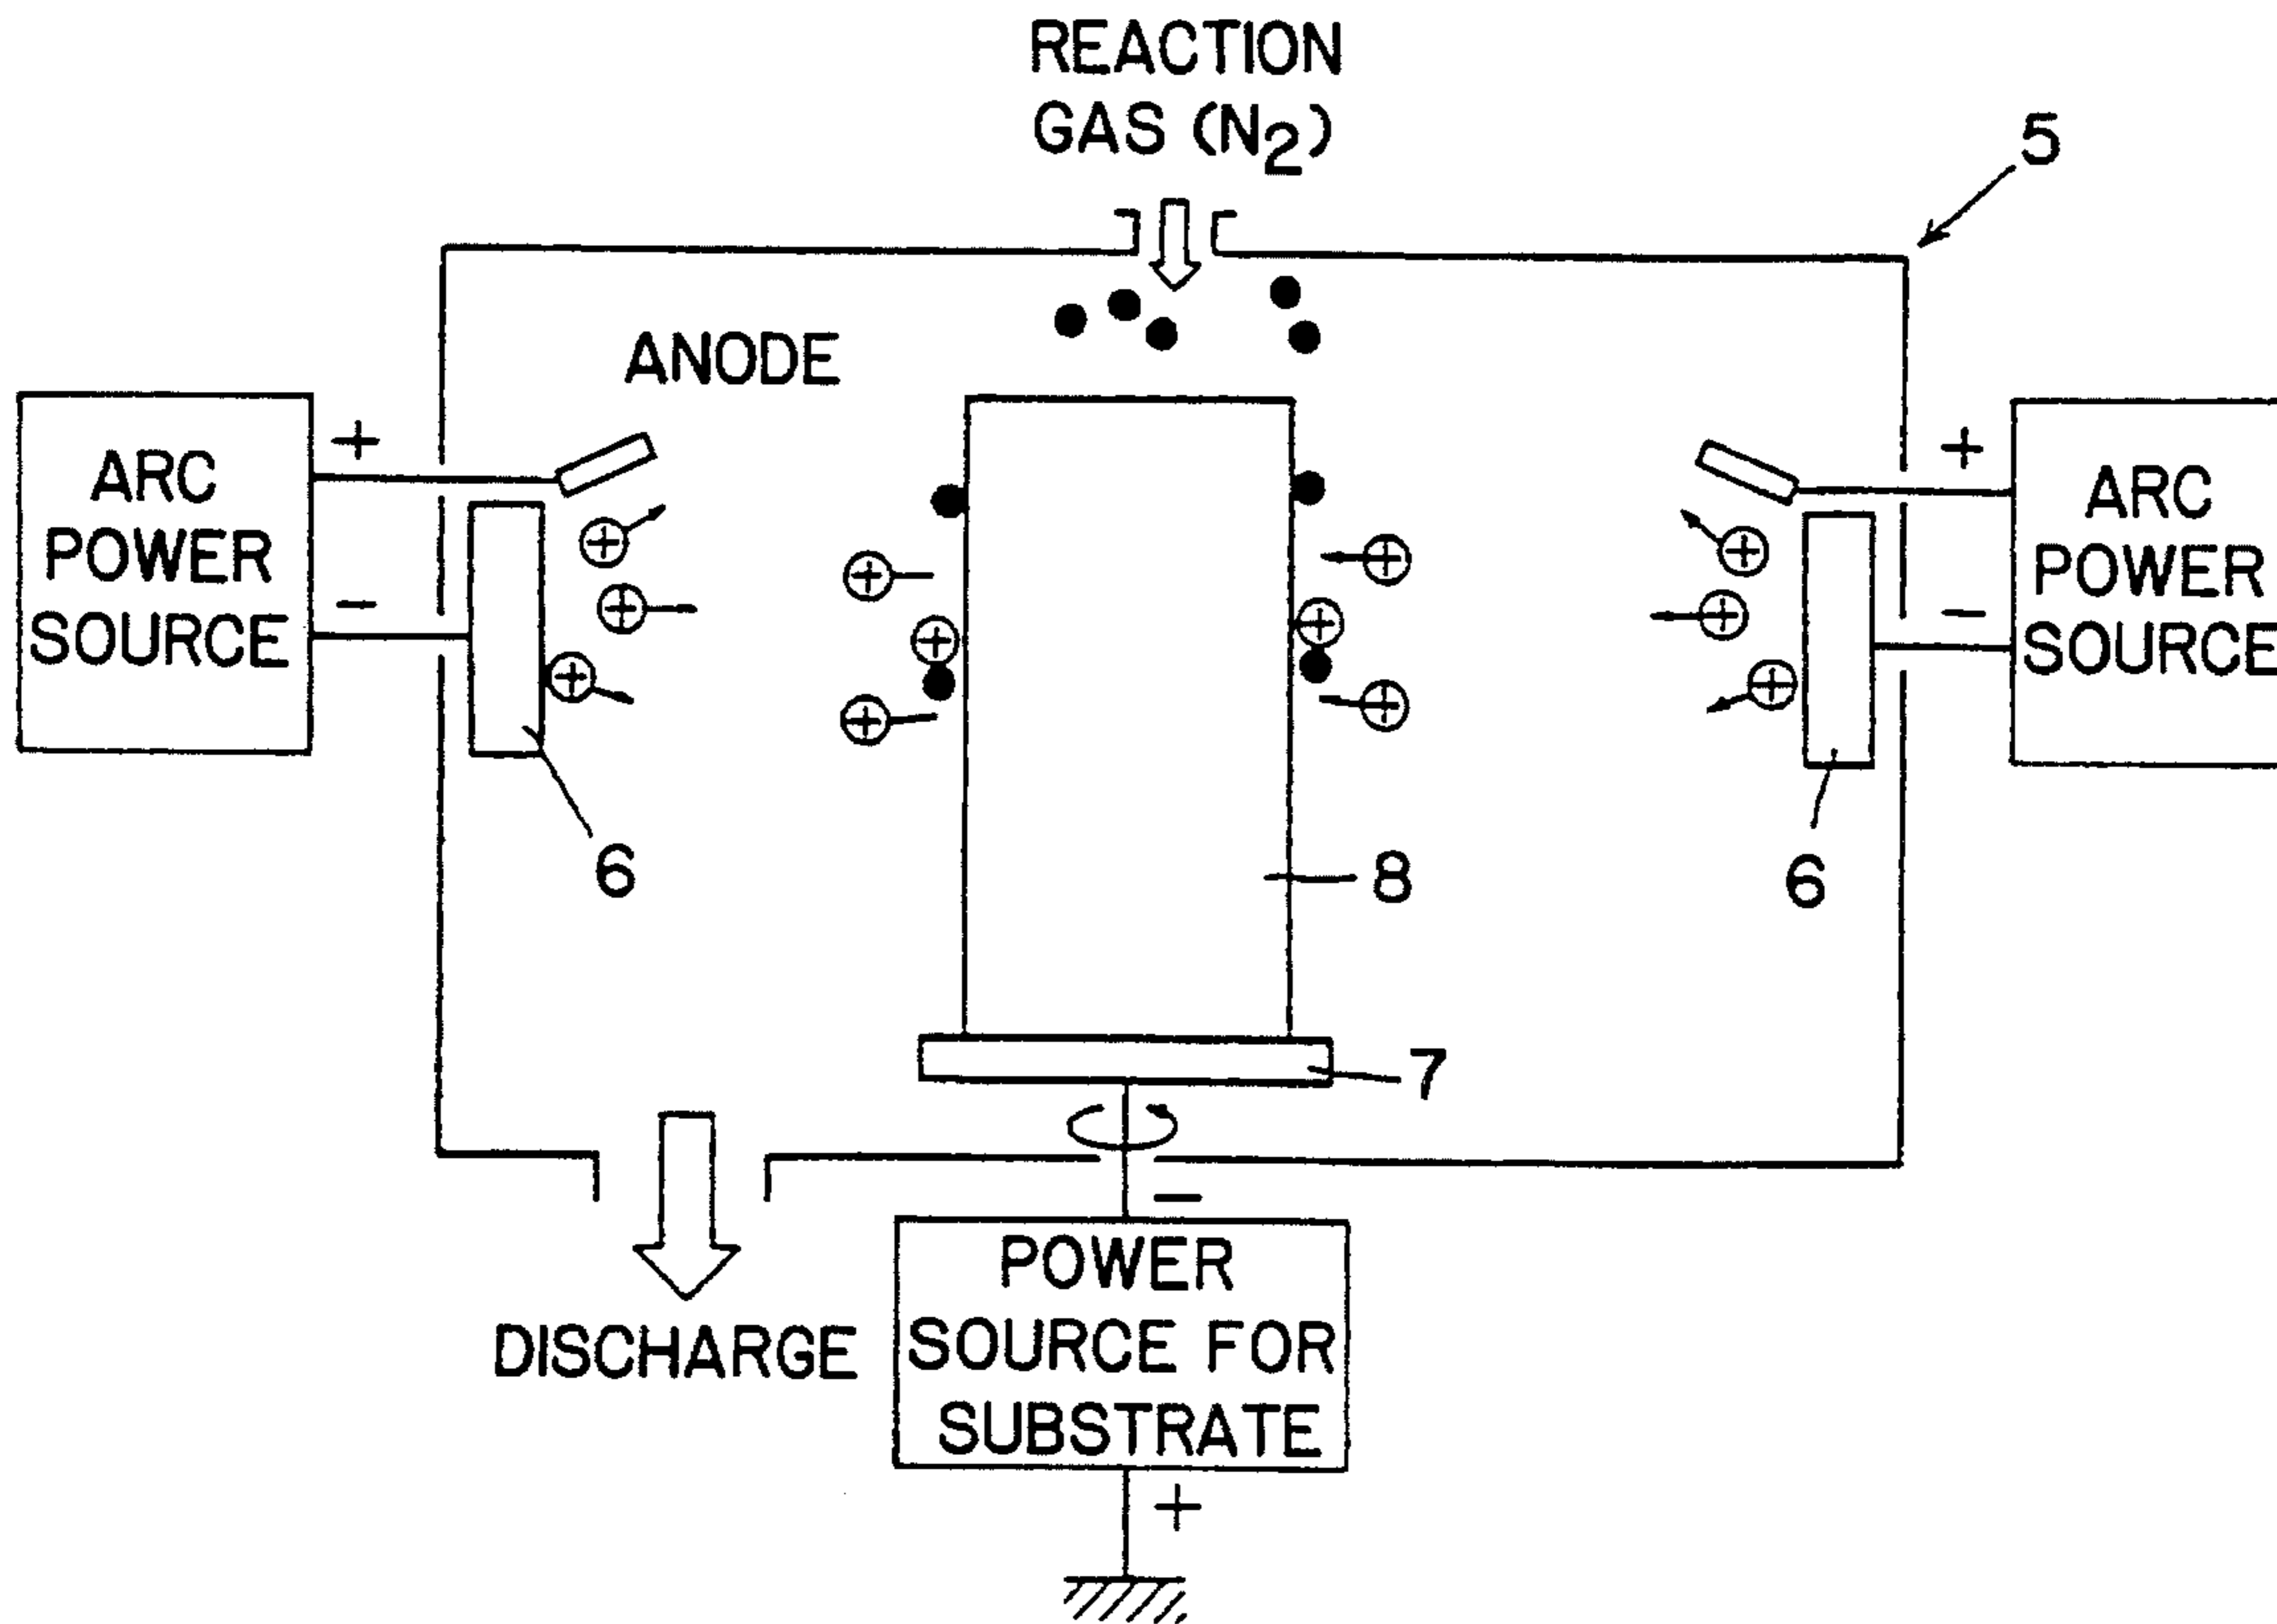 REACTION
GAS (N2)
5
ANODE
+
ARC
POWER
SOURCE
-
+
ARC
POWER
SOURCE
-
6
8
6
7
-
DISCHARGE
POWER
SOURCE FOR
SUBSTRATE
+